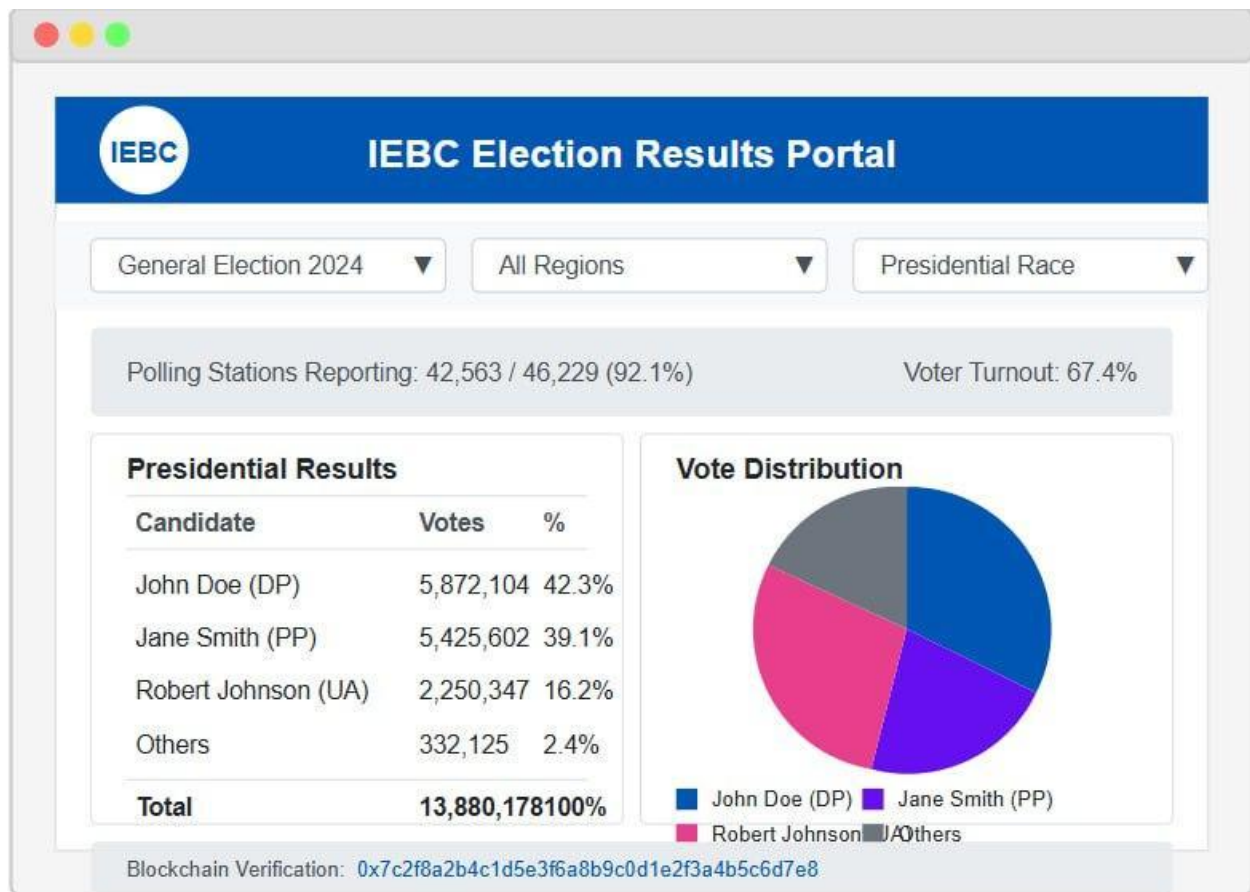 IEBC
IEBC Election Results Portal
General Election 2024 ▼ All Regions ▼ Presidential Race ▼
Polling Stations Reporting: 42,563 / 46,229 (92.1%) Voter Turnout: 67.4%
Presidential Results
Candidate Votes %
John Doe (DP) 5,872,104 42.3%
Jane Smith (PP) 5,425,602 39.1%
Robert Johnson (UA) 2,250,347 16.2%
Others 332,125 2.4%
Total 13,880,178100%
Vote Distribution
John Doe (DP) Jane Smith (PP)
Robert Johnson (UA) Others
Blockchain Verification: 0x7c2f8a2b4c1d5e3f6a8b9c0d1e2f3a4b5c6d7e8